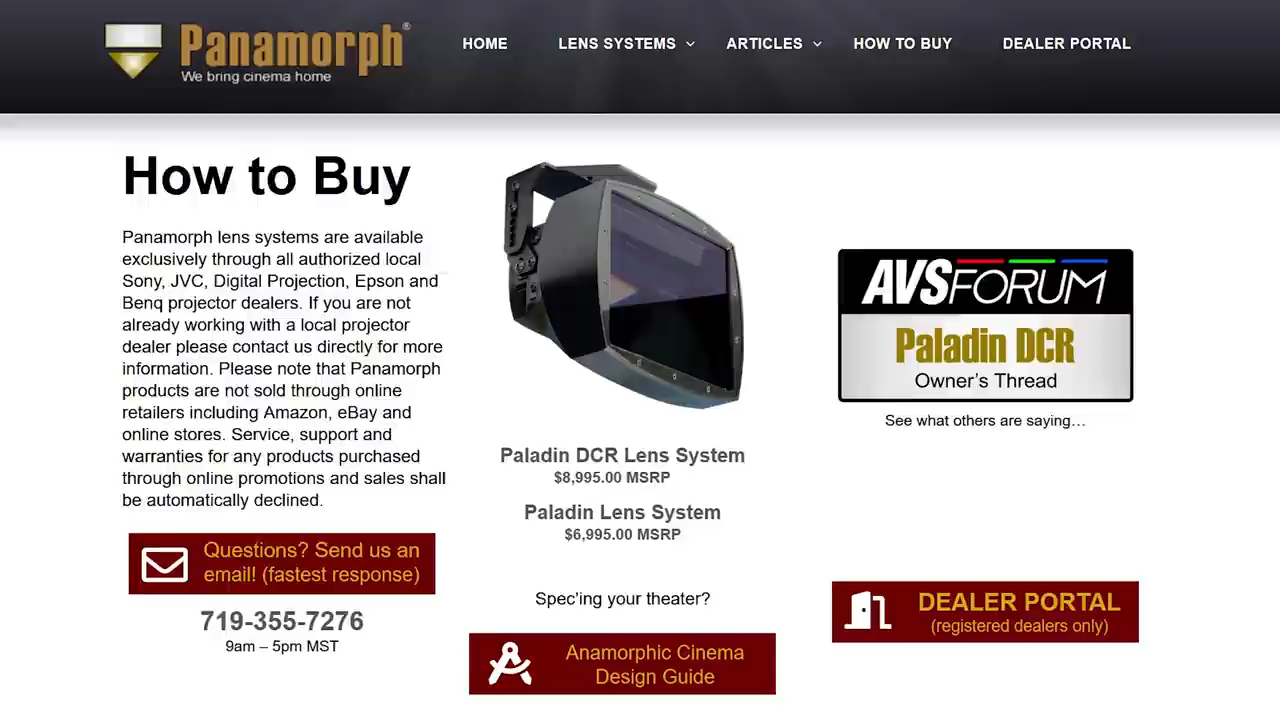 Panamorph®
We bring cinema home
HOME
LENS SYSTEMS
ARTICLES
HOW TO BUY
DEALER PORTAL
How to Buy
Panamorph lens systems are available
exclusively through all authorized local
Sony, JVC, Digital Projection, Epson and
Benq projector dealers. If you are not
already working with a local projector
dealer please contact us directly for more
information. Please note that Panamorph
products are not sold through online
retailers including Amazon, eBay and
online stores. Service, support and
warranties for any products purchased
through online promotions and sales shall
be automatically declined.
Questions? Send us an
email! (fastest response)
719-355-7276
9am – 5pm MST
Paladin DCR Lens System
$8,995.00 MSRP
Paladin Lens System
$6,995.00 MSRP
Spec'ing your theater?
Anamorphic Cinema
Design Guide
AVSFORUM
Paladin DCR
Owner's Thread
See what others are saying…
DEALER PORTAL
(registered dealers only)